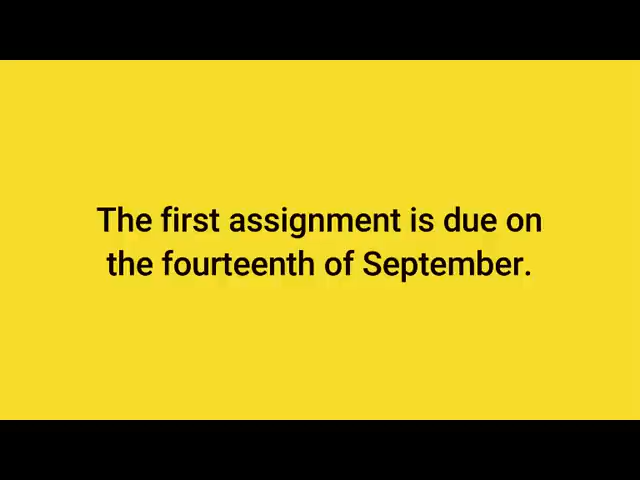 The first assignment is due on
the fourteenth of September.